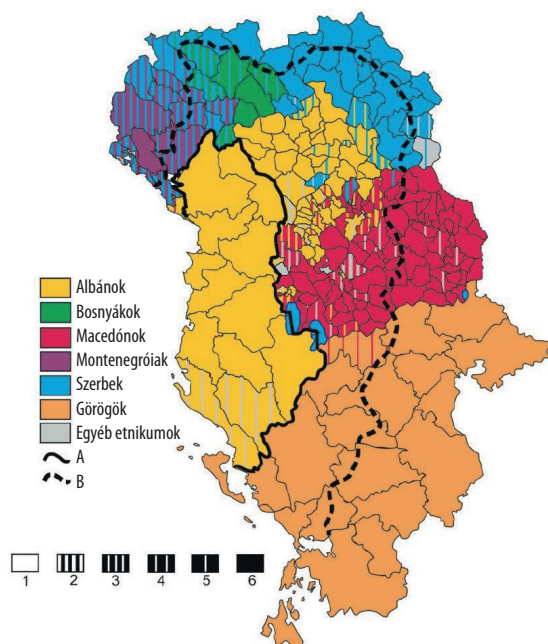 Albánok
Bosnyákok
Macedónok
Montenegróiak
Szerbek
Görögök
Egyéb etnikumok
A
B
1 2 3 4 5 6